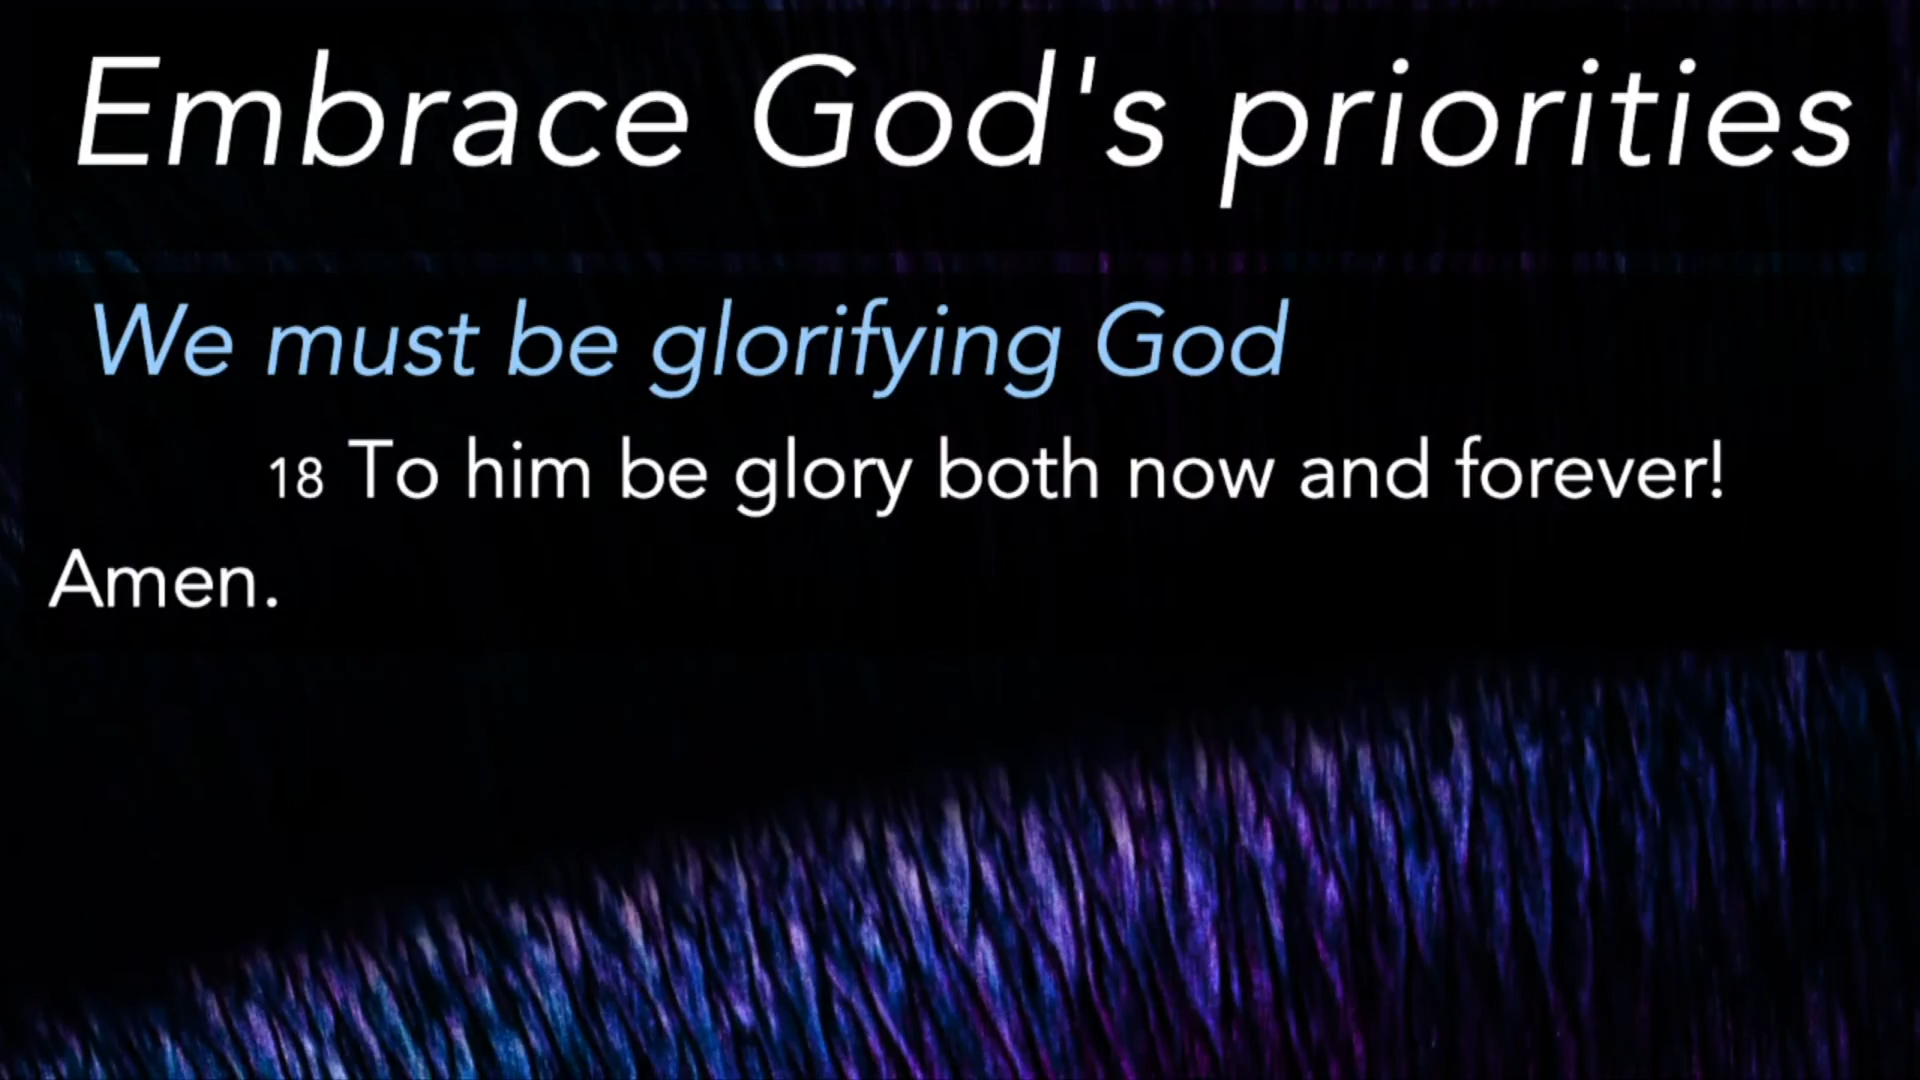 Embrace God's priorities
We must be glorifying God
18 To him be glory both now and forever!
Amen.